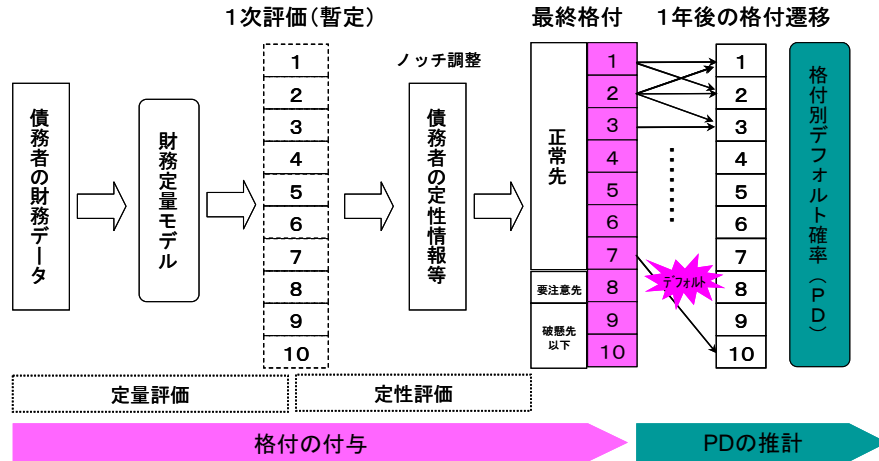 1次評価(暫定)
最終格付
1年後の格付遷移
債務者の財務データ
財務定量モデル
1
2
3
4
5
6
7
8
9
10
ノッチ調整
債務者の定性情報等
正常先
要注意先
破懸先
以下
1
2
3
4
5
6
7
8
9
10
デフォルト
1
2
3
4
5
6
7
8
9
10
格付別デフォルト確率(PD)
定量評価
定性評価
格付の付与
PDの推計